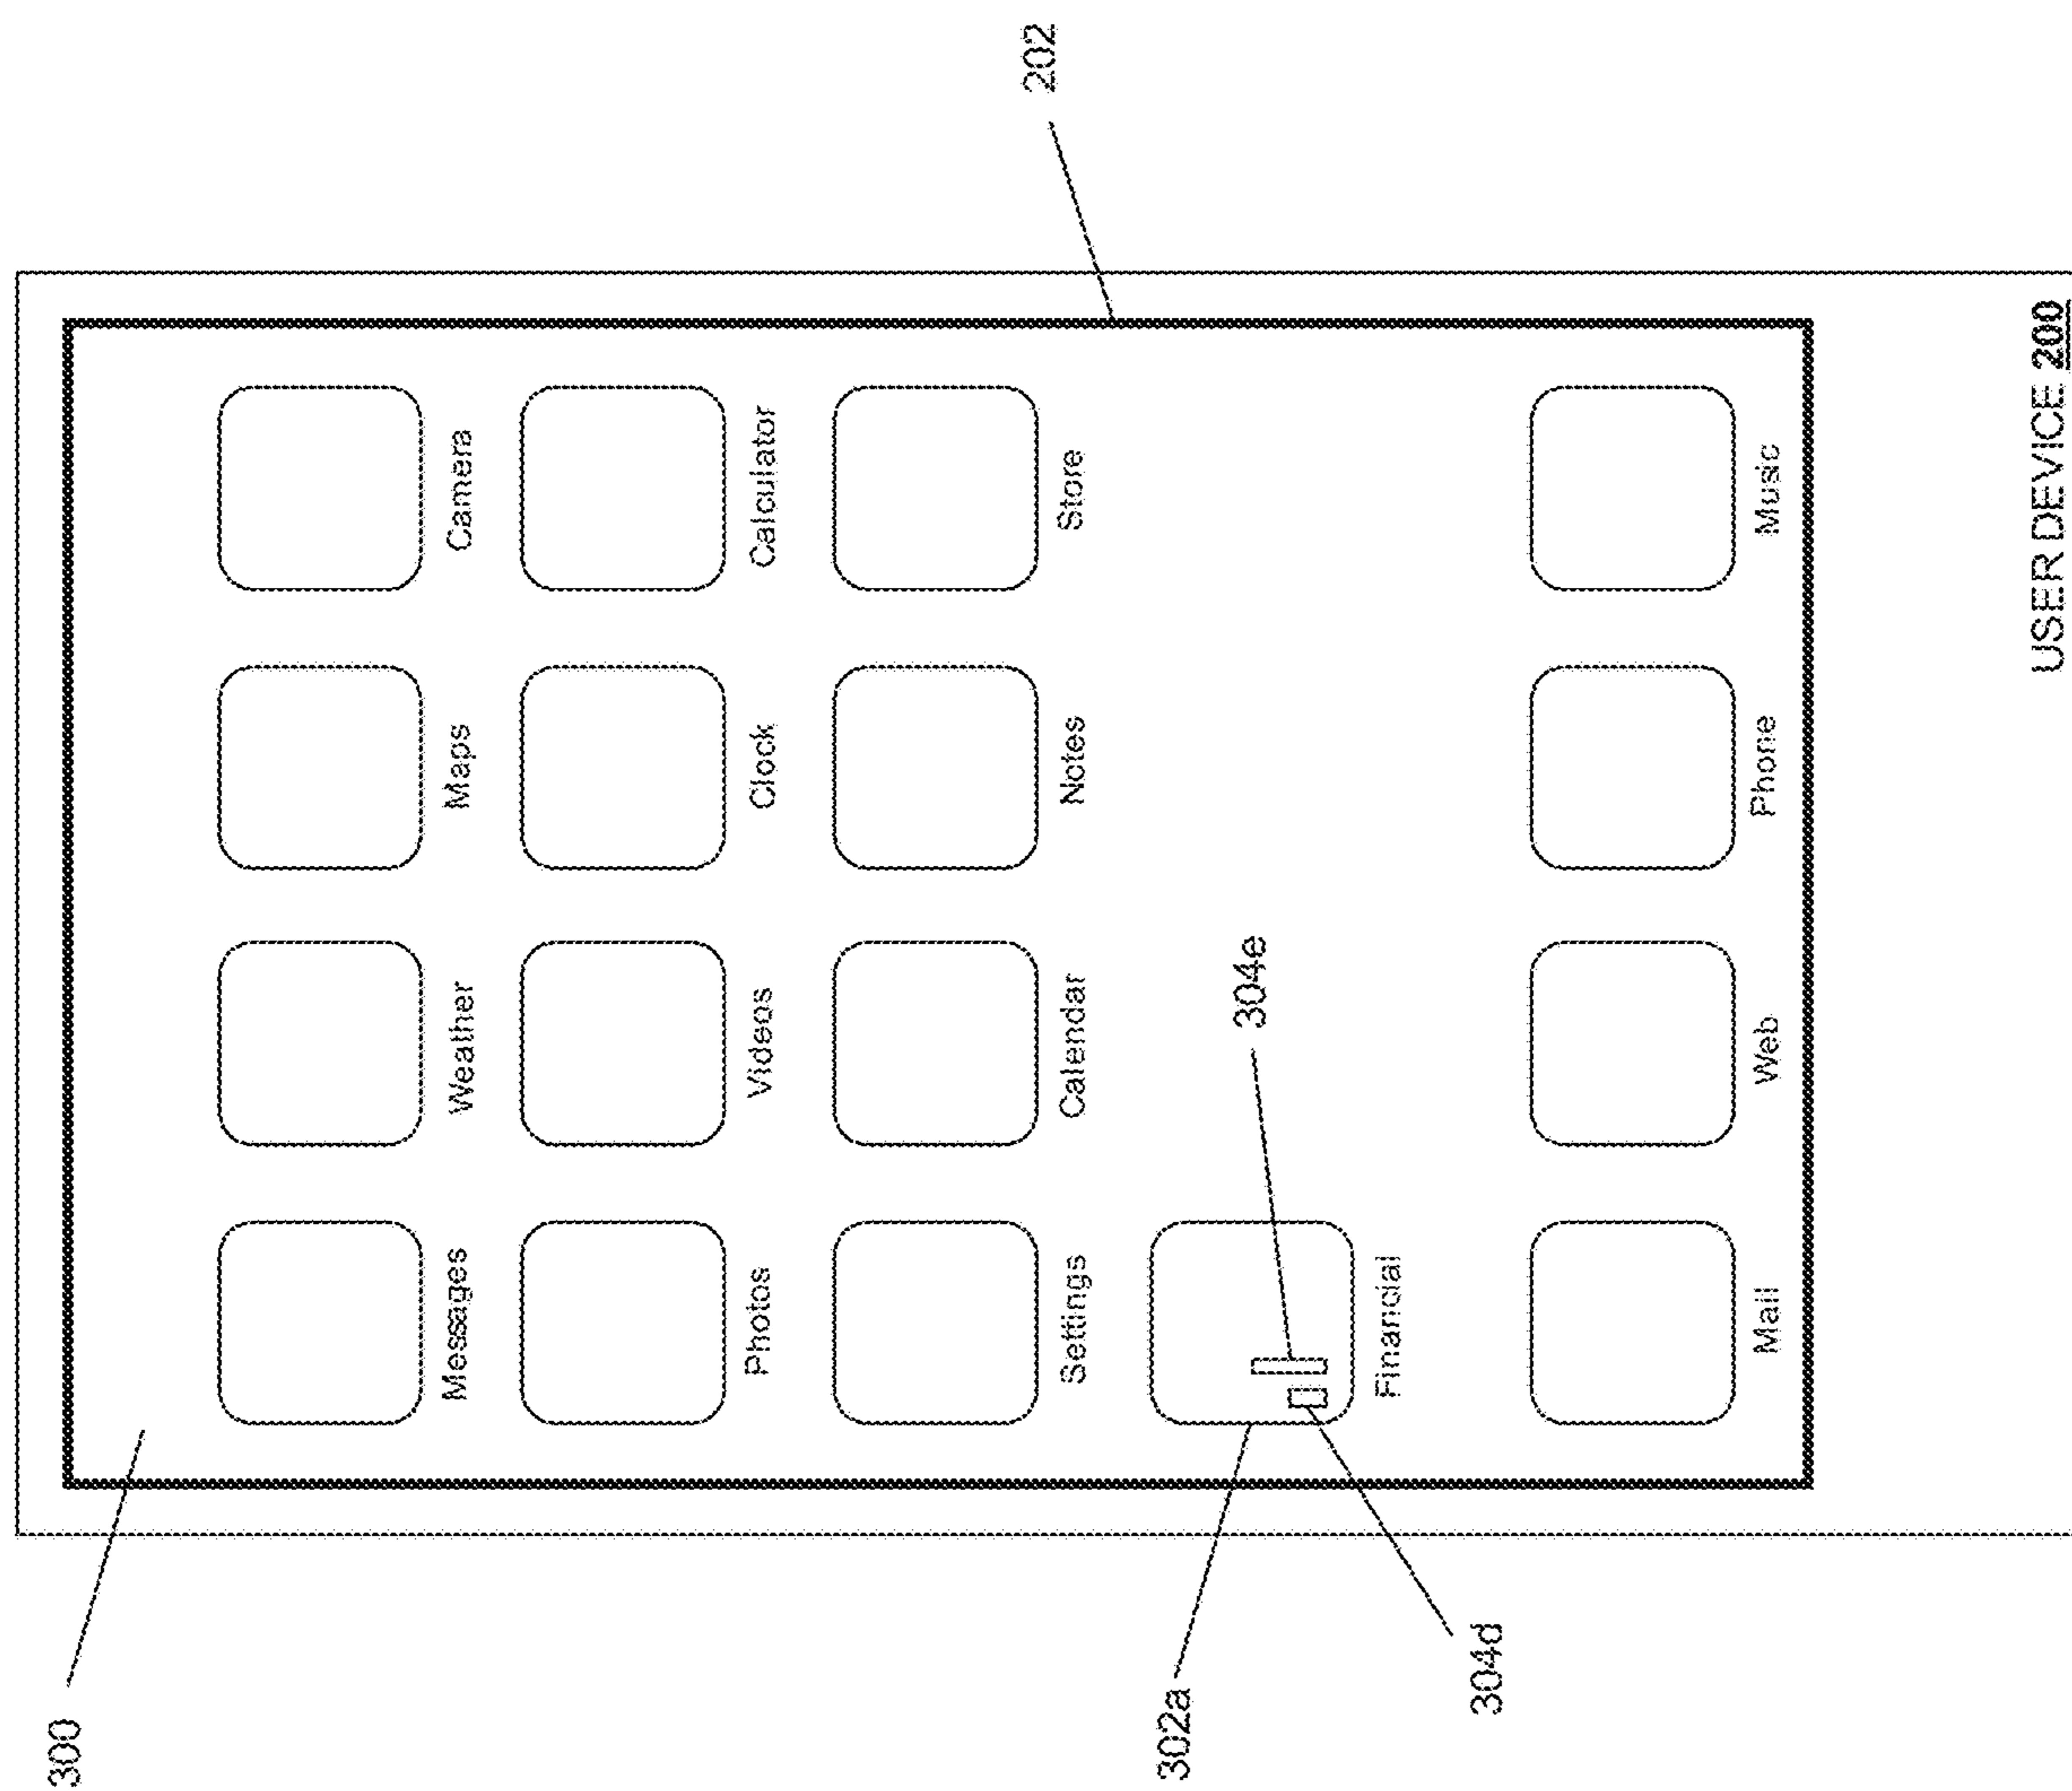 300
202
Messages Weather Maps Camera
Photos Videos Clock Calculator
Settings Calendar Notes Store
302a
304e
Financial
304d
Mail Web Phone Music
USER DEVICE 200